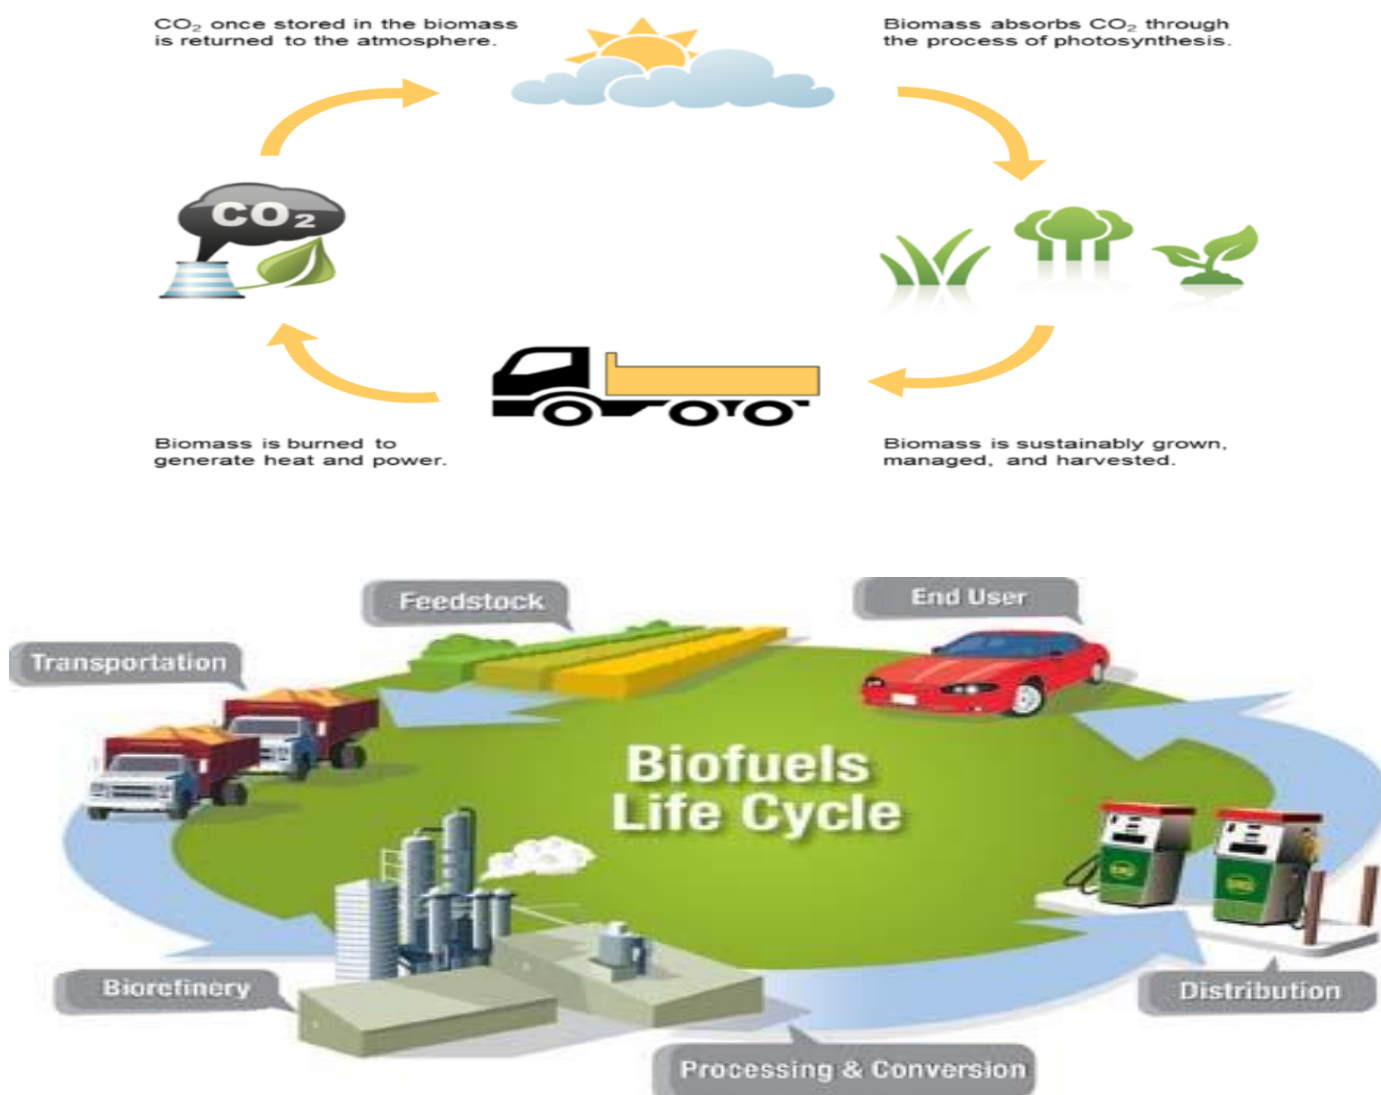 CO₂ once stored in the biomass
is returned to the atmosphere.
Biomass absorbs CO₂ through
the process of photosynthesis.
CO₂
Biomass is burned to
generate heat and power.
Biomass is sustainably grown,
managed, and harvested.
Feedstock
End User
Transportation
Biofuels
Life Cycle
Biorefinery
Distribution
Processing & Conversion